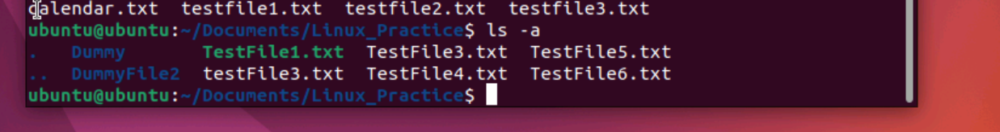 calendar.txt  testfile1.txt  testfile2.txt  testfile3.txt
ubuntu@ubuntu:~/Documents/Linux_Practice$ ls -a
.   Dummy       TestFile1.txt  TestFile3.txt  TestFile5.txt
..  DummyFile2  testFile3.txt  TestFile4.txt  TestFile6.txt
ubuntu@ubuntu:~/Documents/Linux_Practice$